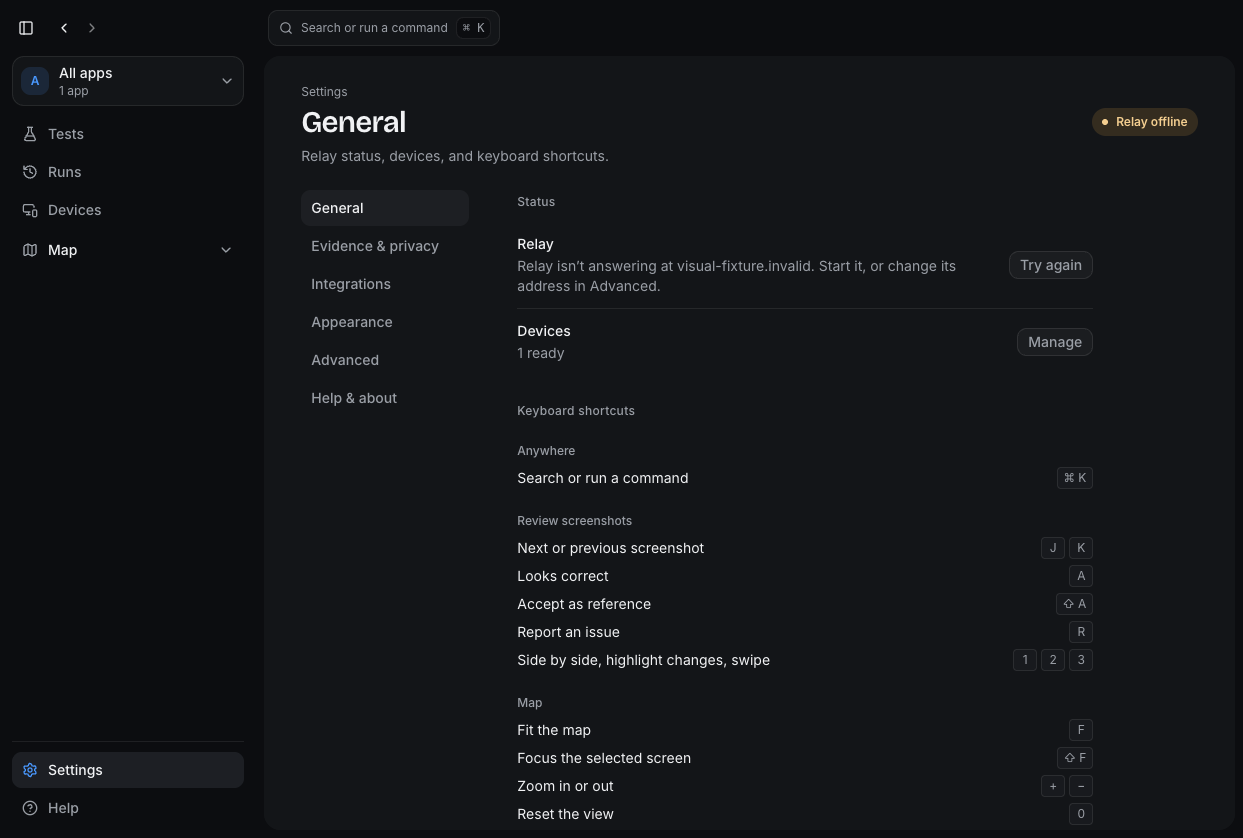 Search or run a command ⌘ K
A
All apps
1 app
Tests
Runs
Devices
Map
Settings
Help
Settings
General
Relay offline
Relay status, devices, and keyboard shortcuts.
General
Evidence & privacy
Integrations
Appearance
Advanced
Help & about
Status
Relay
Relay isn’t answering at visual-fixture.invalid. Start it, or change its
address in Advanced.
Try again
Devices
1 ready
Manage
Keyboard shortcuts
Anywhere
Search or run a command ⌘ K
Review screenshots
Next or previous screenshot J K
Looks correct A
Accept as reference ⇧ A
Report an issue R
Side by side, highlight changes, swipe 1 2 3
Map
Fit the map F
Focus the selected screen ⇧ F
Zoom in or out + −
Reset the view 0